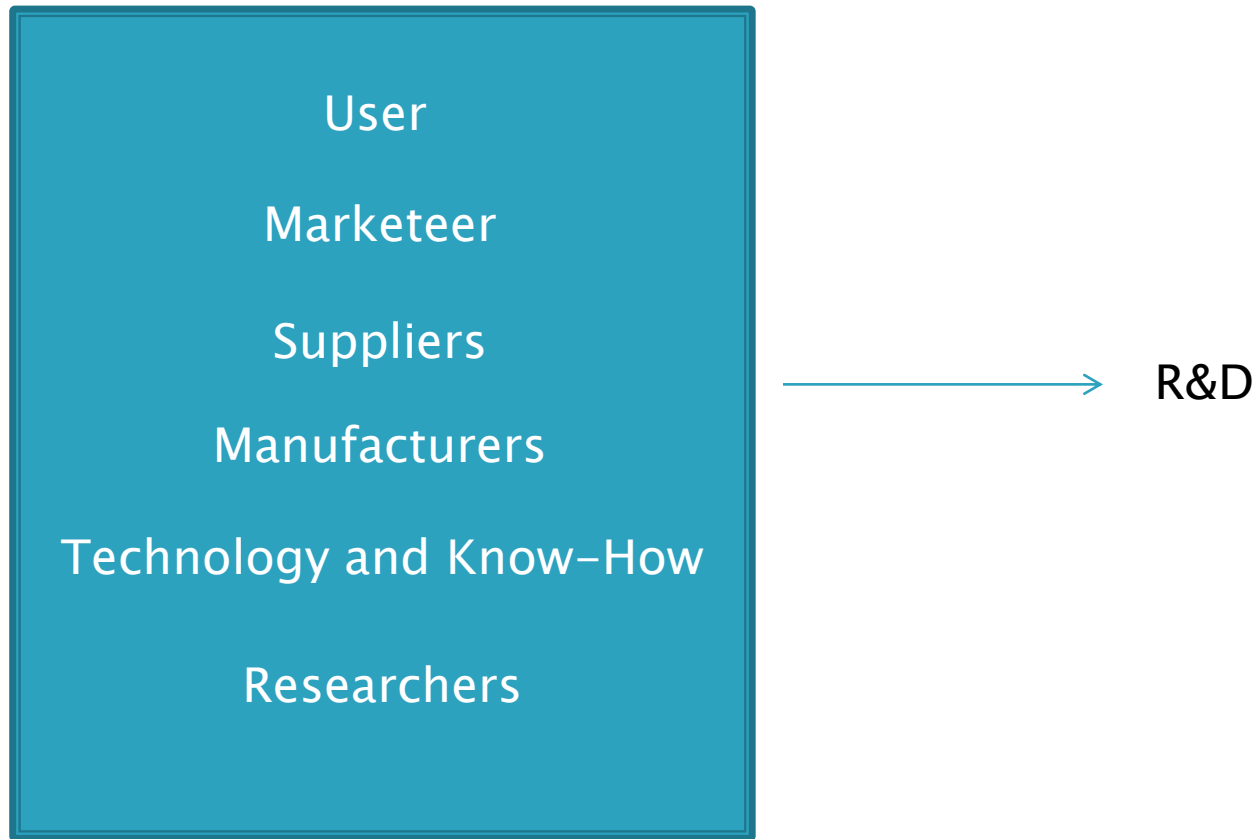 User
Marketeer
Suppliers
Manufacturers
Technology and Know-How
Researchers
R&D